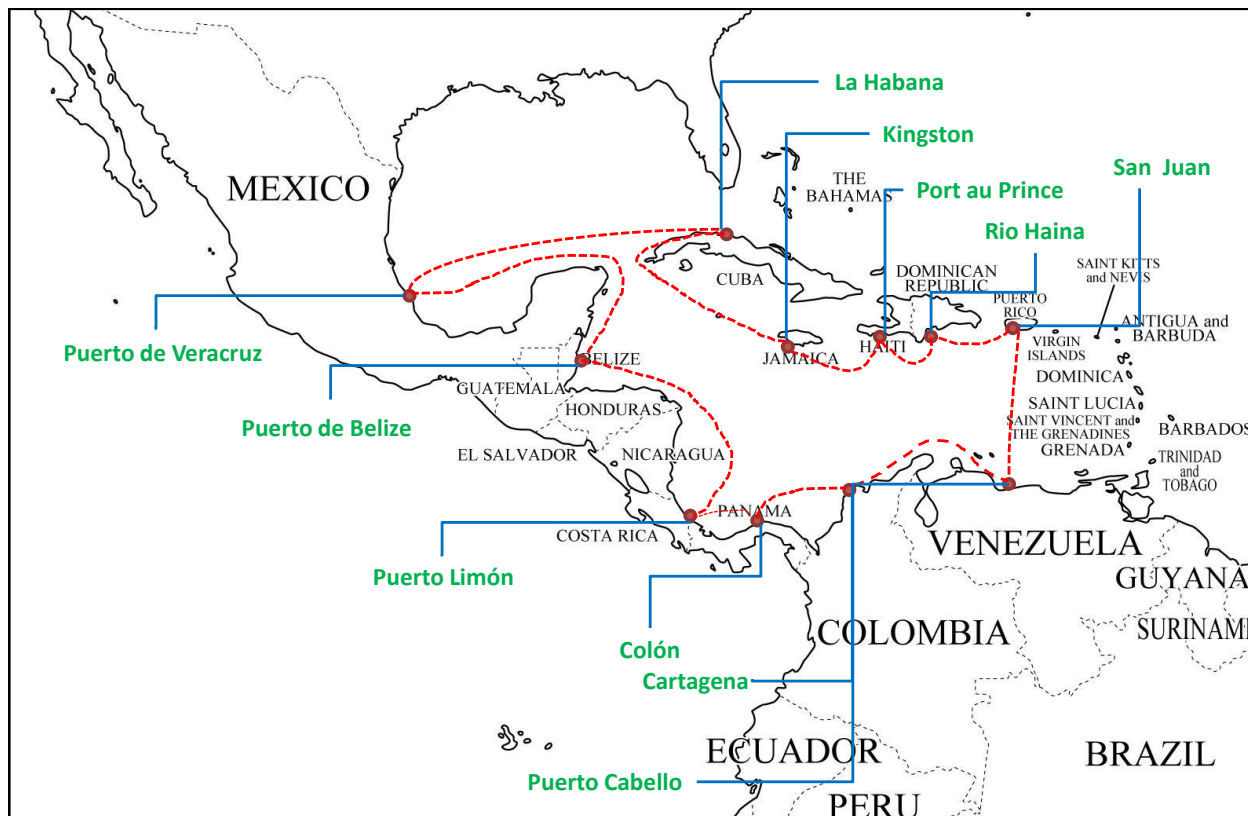 La Habana
Kingston
San Juan
MEXICO
THE
BAHAMAS
Port au Prince
Rio Haina
SAINT KITTS
and NEVIS
CUBA
DOMINICAN
REPUBLIC
PUERTO
RICO
ANTIGUA and
BARBUDA
Puerto de Veracruz
BELIZE
JAMAICA
HAITI
VIRGIN
ISLANDS
GUATEMALA
DOMINICA
HONDURAS
SAINT LUCIA
Puerto de Belize
SAINT VINCENT and
THE GRENADINES
BARBADOS
EL SALVADOR
NICARAGUA
GRENADA
TRINIDAD
and
TOBAGO
PANAMA
COSTA RICA
VENEZUELA
Puerto Limón
GUYANA
COLOMBIA
SURINAME
Colón
Cartagena
ECUADOR
BRAZIL
Puerto Cabello
PERU